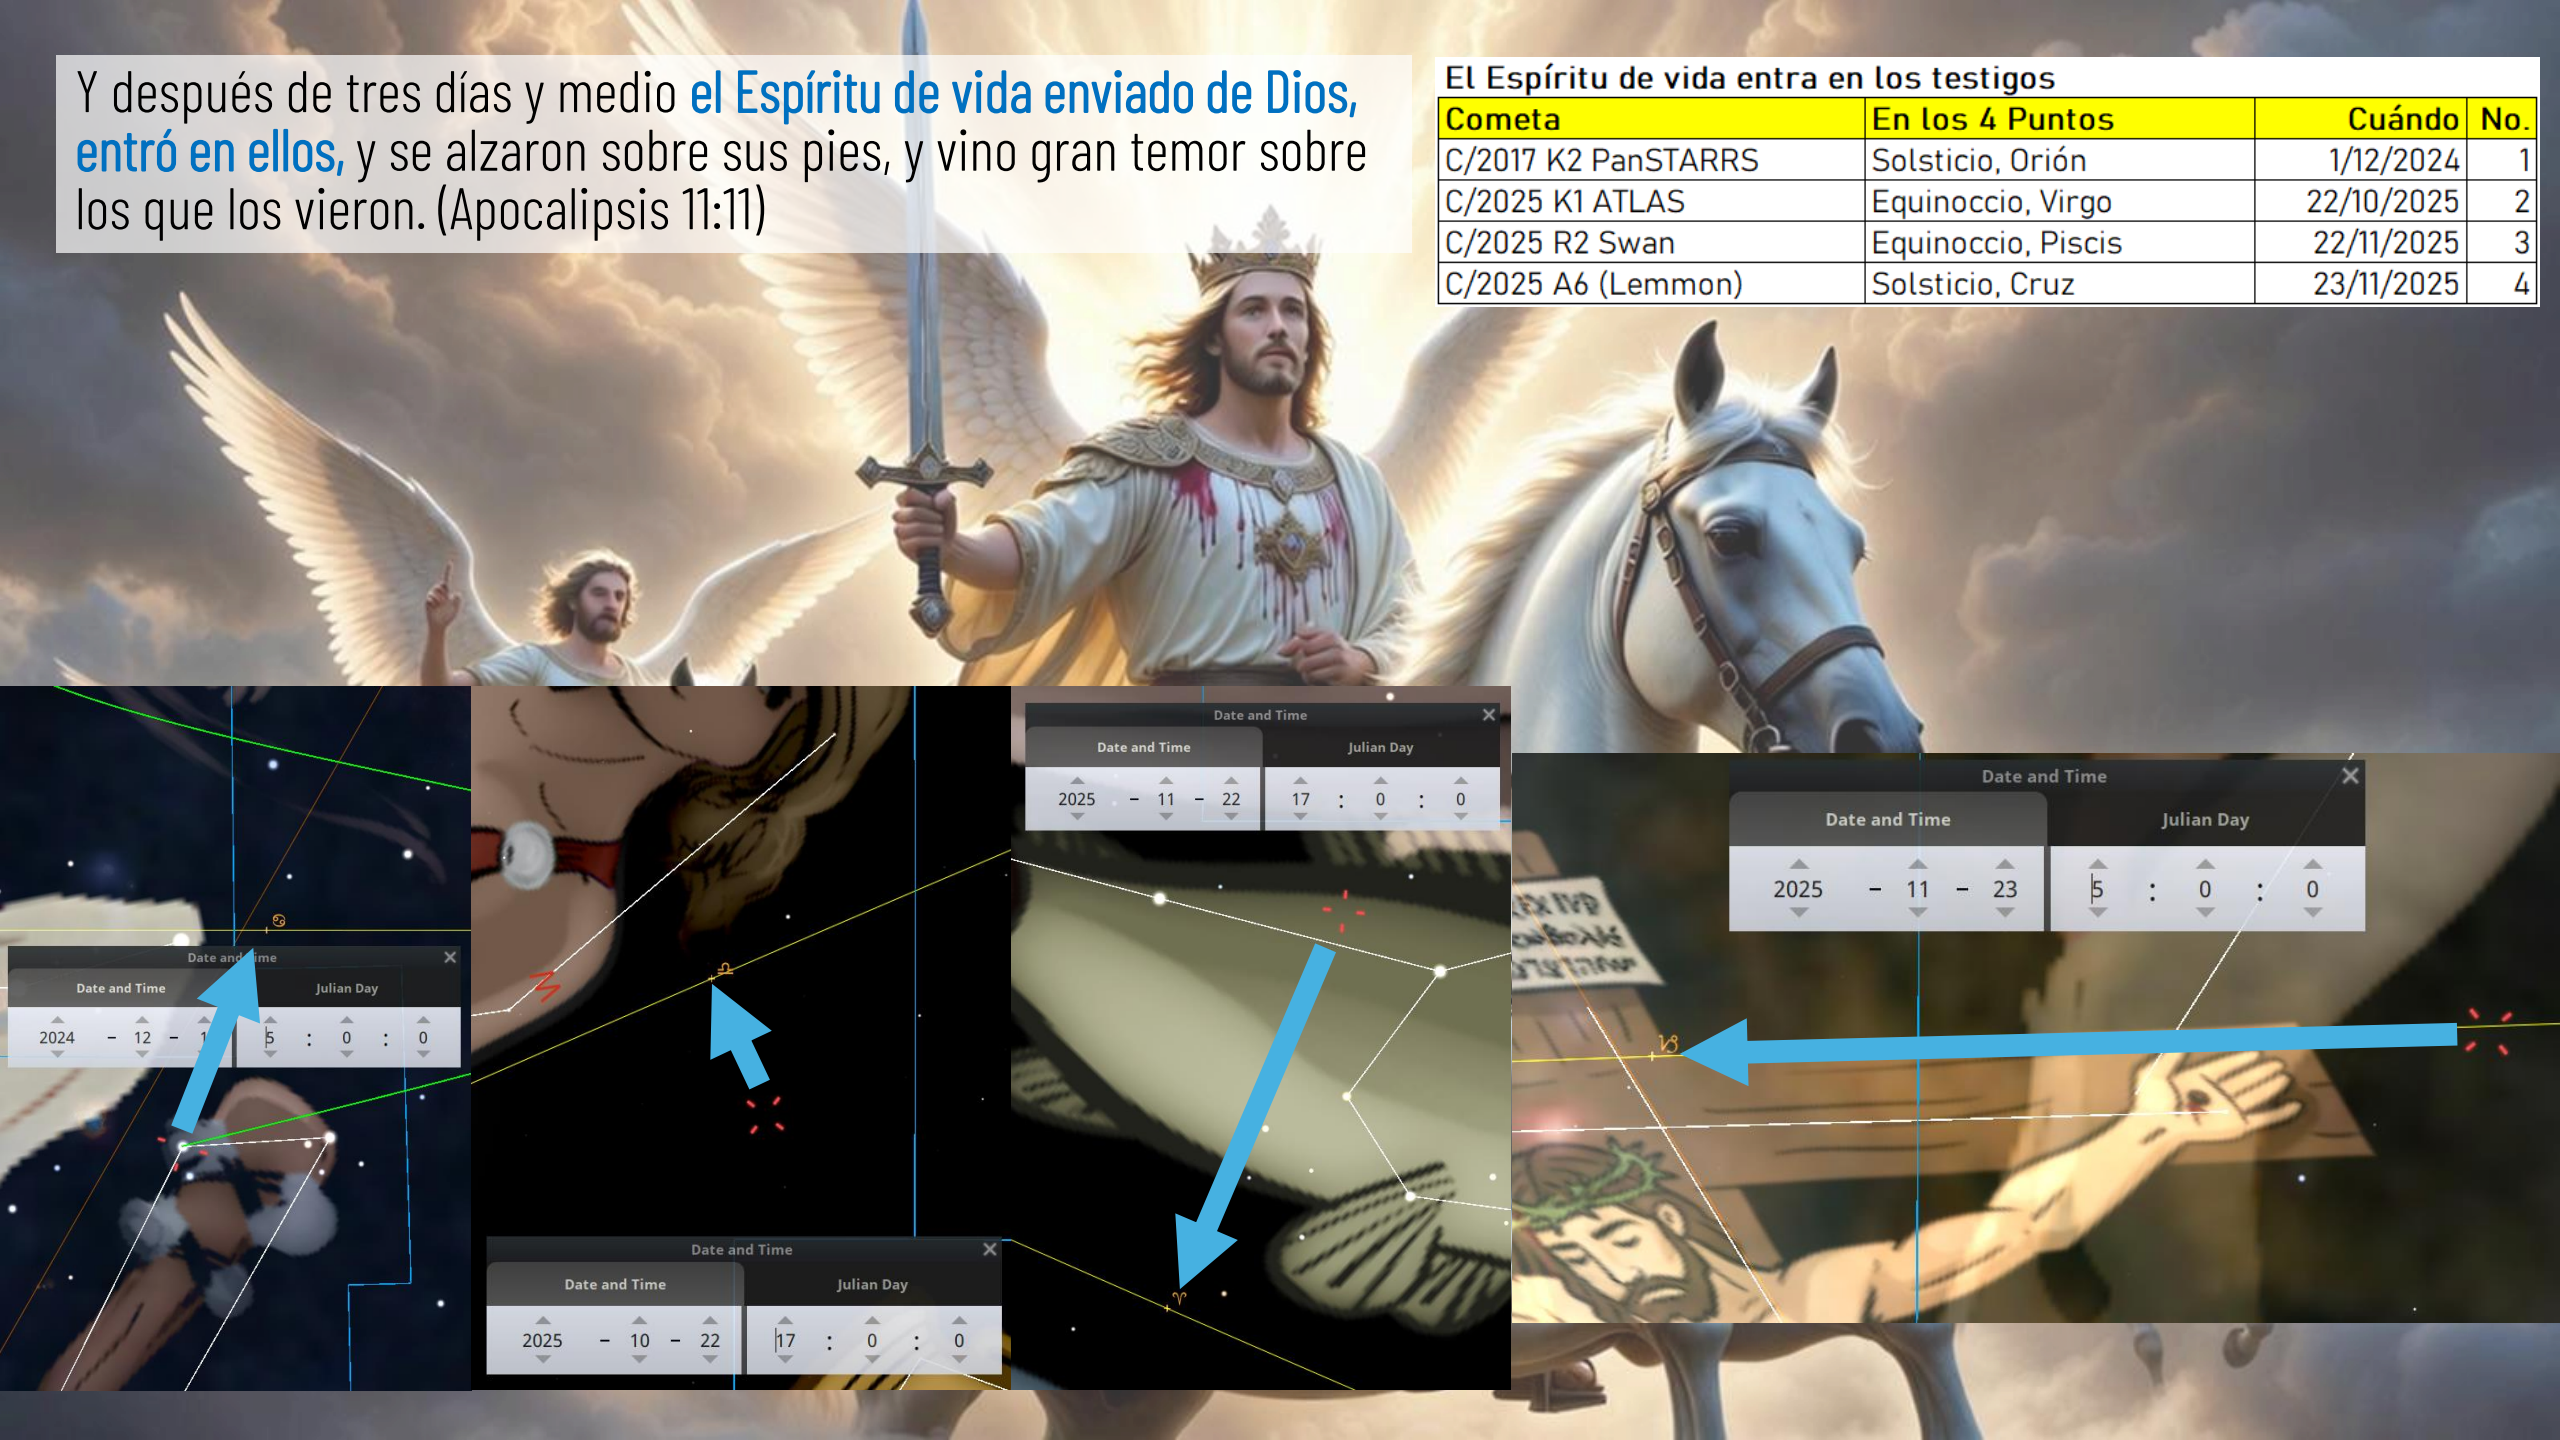 Y después de tres días y medio el Espíritu de vida enviado de Dios,
entró en ellos, y se alzaron sobre sus pies, y vino gran temor sobre
los que los vieron. (Apocalipsis 11:11)
El Espíritu de vida entra en los testigos
Cometa En los 4 Puntos Cuándo No.
C/2017 K2 PanSTARRS Solsticio, Orión 1/12/2024 1
C/2025 K1 ATLAS Equinoccio, Virgo 22/10/2025 2
C/2025 R2 Swan Equinoccio, Piscis 22/11/2025 3
C/2025 A6 (Lemmon) Solsticio, Cruz 23/11/2025 4
♋
Date and Time
Date and Time Julian Day
2024 - 12 - 1 5 : 0 : 0
♎
Date and Time
Date and Time Julian Day
2025 - 10 - 22 17 : 0 : 0
Date and Time
Date and Time Julian Day
2025 - 11 - 22 17 : 0 : 0
♈
Date and Time
Date and Time Julian Day
2025 - 11 - 23 5 : 0 : 0
♑